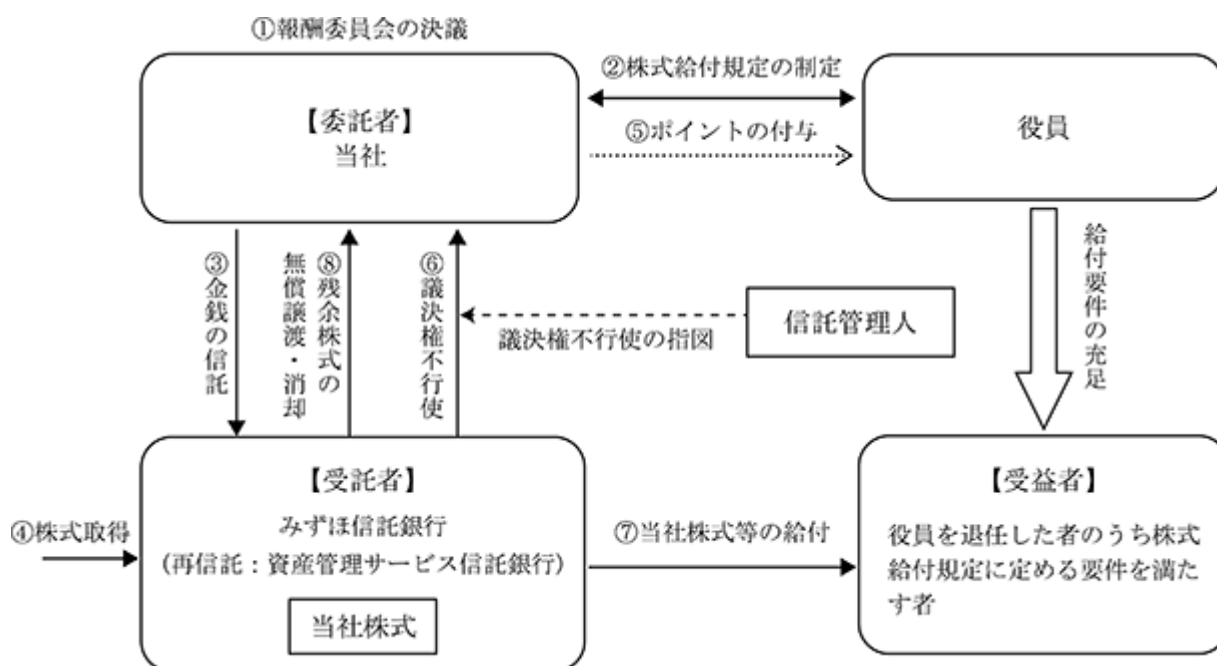 ①報酬委員会の決議
【委託者】
当社
②株式給付規定の制定
⑤ポイントの付与
役員
③金銭の信託
⑧残余株式の
無償譲渡・消却
⑥議決権不行使
議決権不行使の指図
信託管理人
給付要件の充足
④株式取得
【受託者】
みずほ信託銀行
(再信託：資産管理サービス信託銀行)
当社株式
⑦当社株式等の給付
【受益者】
役員を退任した者のうち株式
給付規定に定める要件を満た
す者